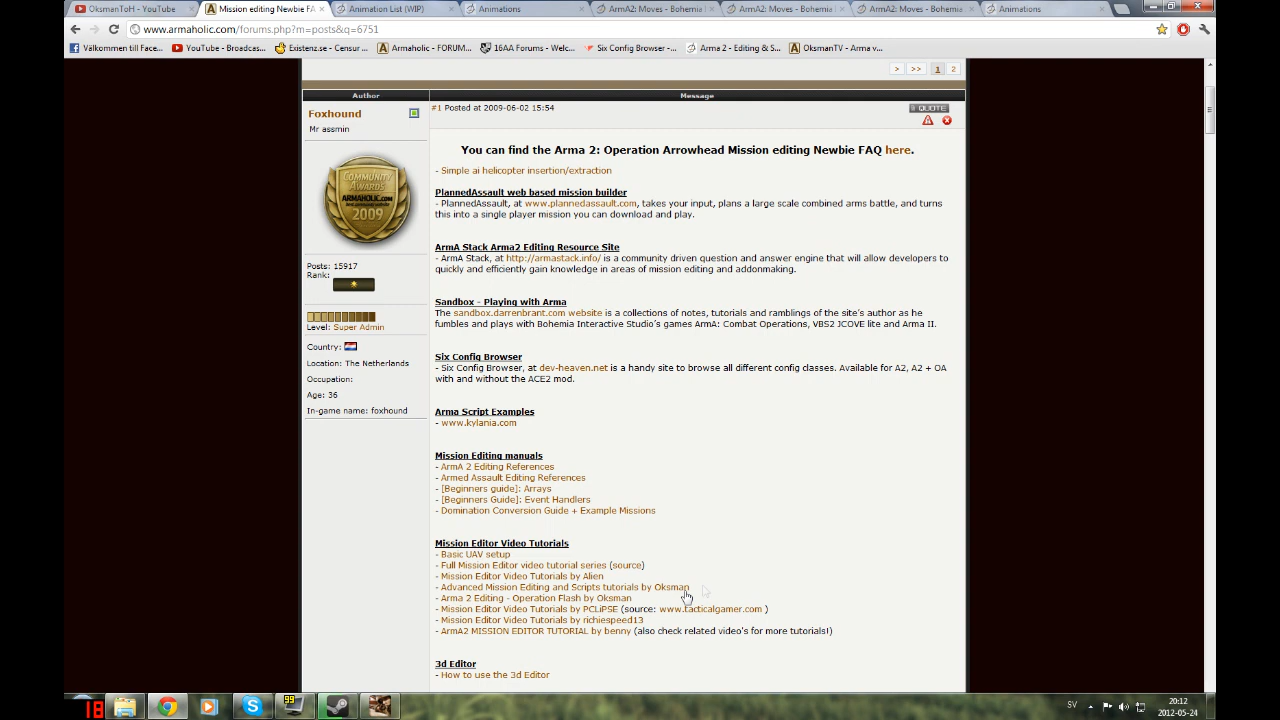 OksmanToH - YouTube
Mission editing Newbie FA
Animation List (WIP)
Animations
ArmA2: Moves - Bohemia I
ArmA2: Moves - Bohemia
ArmA2: Moves - Bohemia
Animations
www.armaholic.com/forums.php?m=posts&q=6751
Välkommen till Face...
YouTube - Broadcas...
Existenz.se - Censur ...
Armaholic - FORUM...
16AA Forums - Welc...
Six Config Browser -...
Arma 2 - Editing & S...
OksmanTV - Arma v...
> >> 1 2
Author
Message
Foxhound
#1 Posted at 2009-06-02 15:54
QUOTE
Mr assmin
COMMUNITY AWARDS
ARMAHOLIC.COM
2009
Posts: 15917
Rank:
Level: Super Admin
Country:
Location: The Netherlands
Occupation:
Age: 36
In-game name: foxhound
You can find the Arma 2: Operation Arrowhead Mission editing Newbie FAQ here.
- Simple ai helicopter insertion/extraction
PlannedAssault web based mission builder
- PlannedAssault, at www.plannedassault.com, takes your input, plans a large scale combined arms battle, and turns
this into a single player mission you can download and play.
ArmA Stack Arma2 Editing Resource Site
- ArmA Stack, at http://armastack.info/ is a community driven question and answer engine that will allow developers to
quickly and efficiently gain knowledge in areas of mission editing and addonmaking.
Sandbox - Playing with Arma
The sandbox.darrenbrant.com website is a collections of notes, tutorials and ramblings of the site's author as he
fumbles and plays with Bohemia Interactive Studio's games ArmA: Combat Operations, VBS2 JCOVE lite and Arma II.
Six Config Browser
- Six Config Browser, at dev-heaven.net is a handy site to browse all different config classes. Available for A2, A2 + OA
with and without the ACE2 mod.
Arma Script Examples
- www.kylania.com
Mission Editing manuals
- ArmA 2 Editing References
- Armed Assault Editing References
- [Beginners guide]: Arrays
- [Beginners Guide]: Event Handlers
- Domination Conversion Guide + Example Missions
Mission Editor Video Tutorials
- Basic UAV setup
- Full Mission Editor video tutorial series (source)
- Mission Editor Video Tutorials by Alien
- Advanced Mission Editing and Scripts tutorials by Oksman
- Arma 2 Editing - Operation Flash by Oksman
- Mission Editor Video Tutorials by PCLiPSE (source: www.tacticalgamer.com )
- Mission Editor Video Tutorials by richiespeed13
- ArmA2 MISSION EDITOR TUTORIAL by benny (also check related video's for more tutorials!)
3d Editor
- How to use the 3d Editor
18
99
SV
20:12
2012-05-24